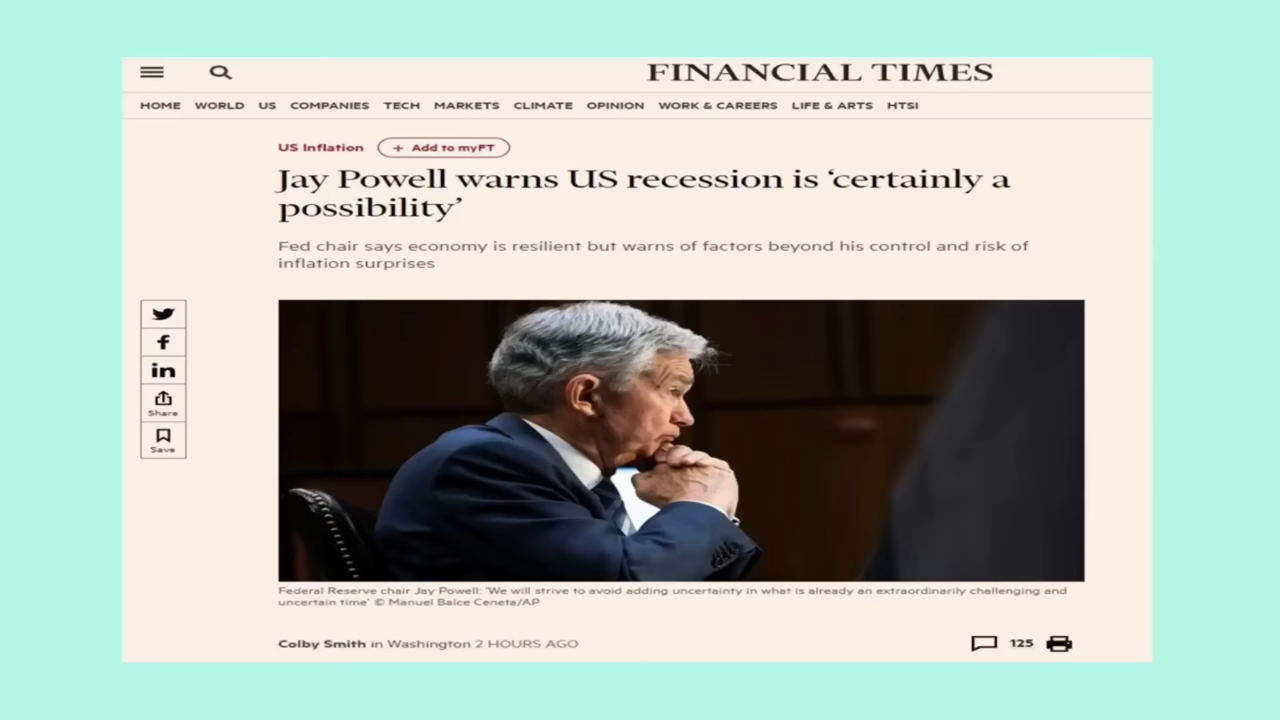 FINANCIAL TIMES
HOME WORLD US COMPANIES TECH MARKETS CLIMATE OPINION WORK & CAREERS LIFE & ARTS HTSI
US Inflation + Add to myFT
Jay Powell warns US recession is ‘certainly a
possibility’
Fed chair says economy is resilient but warns of factors beyond his control and risk of
inflation surprises
f
in
Share
Save
Federal Reserve chair Jay Powell: ‘We will strive to avoid adding uncertainty in what is already an extraordinarily challenging and
uncertain time’ © Manuel Balce Ceneta/AP
Colby Smith in Washington 2 HOURS AGO 125